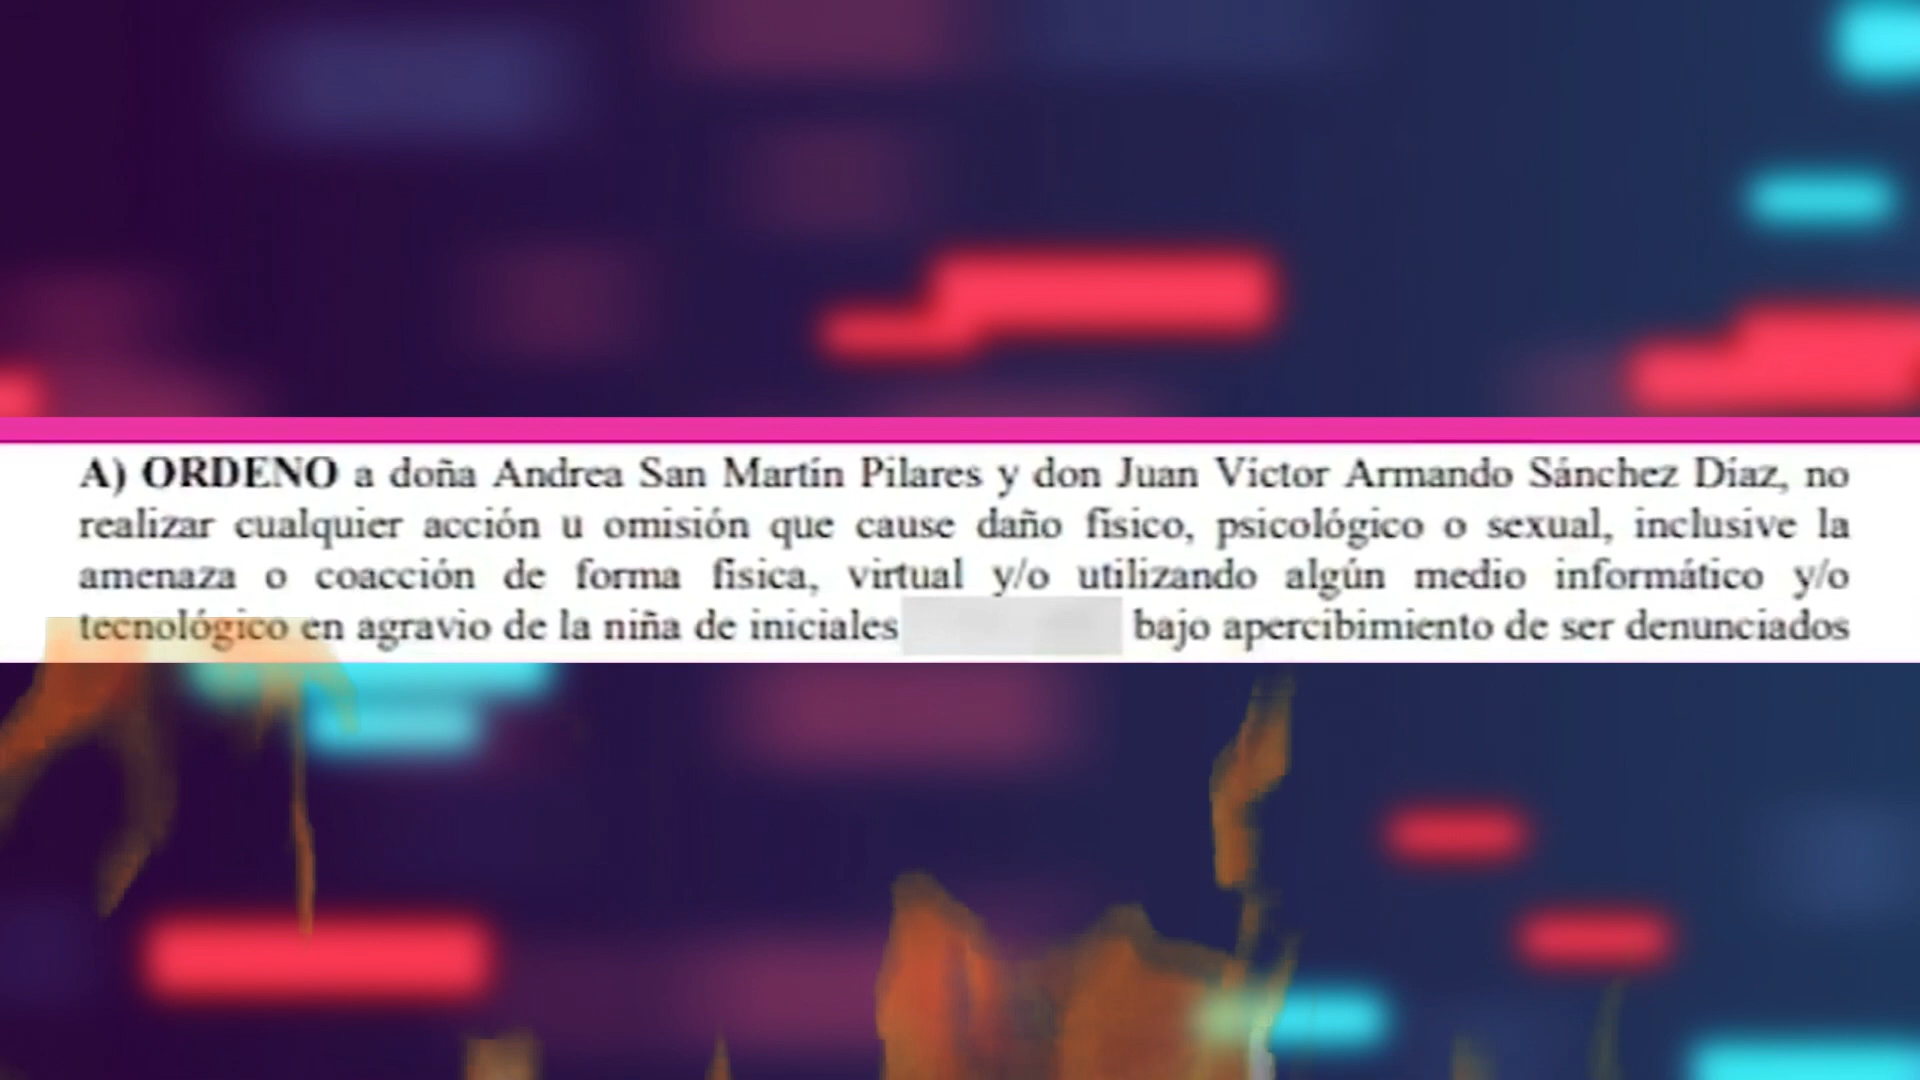 A) ORDENO a doña Andrea San Martín Pilares y don Juan Víctor Armando Sánchez Díaz, no
realizar cualquier acción u omisión que cause daño físico, psicológico o sexual, inclusive la
amenaza o coacción de forma física, virtual y/o utilizando algún medio informático y/o
tecnológico en agravio de la niña de iniciales bajo apercibimiento de ser denunciados